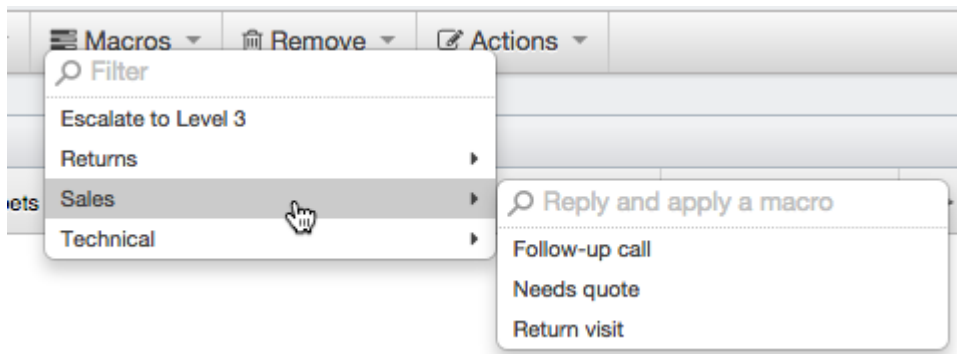 Macros Remove Actions
Filter
Escalate to Level 3
Returns
Sales
Technical
Reply and apply a macro
Follow-up call
Needs quote
Return visit